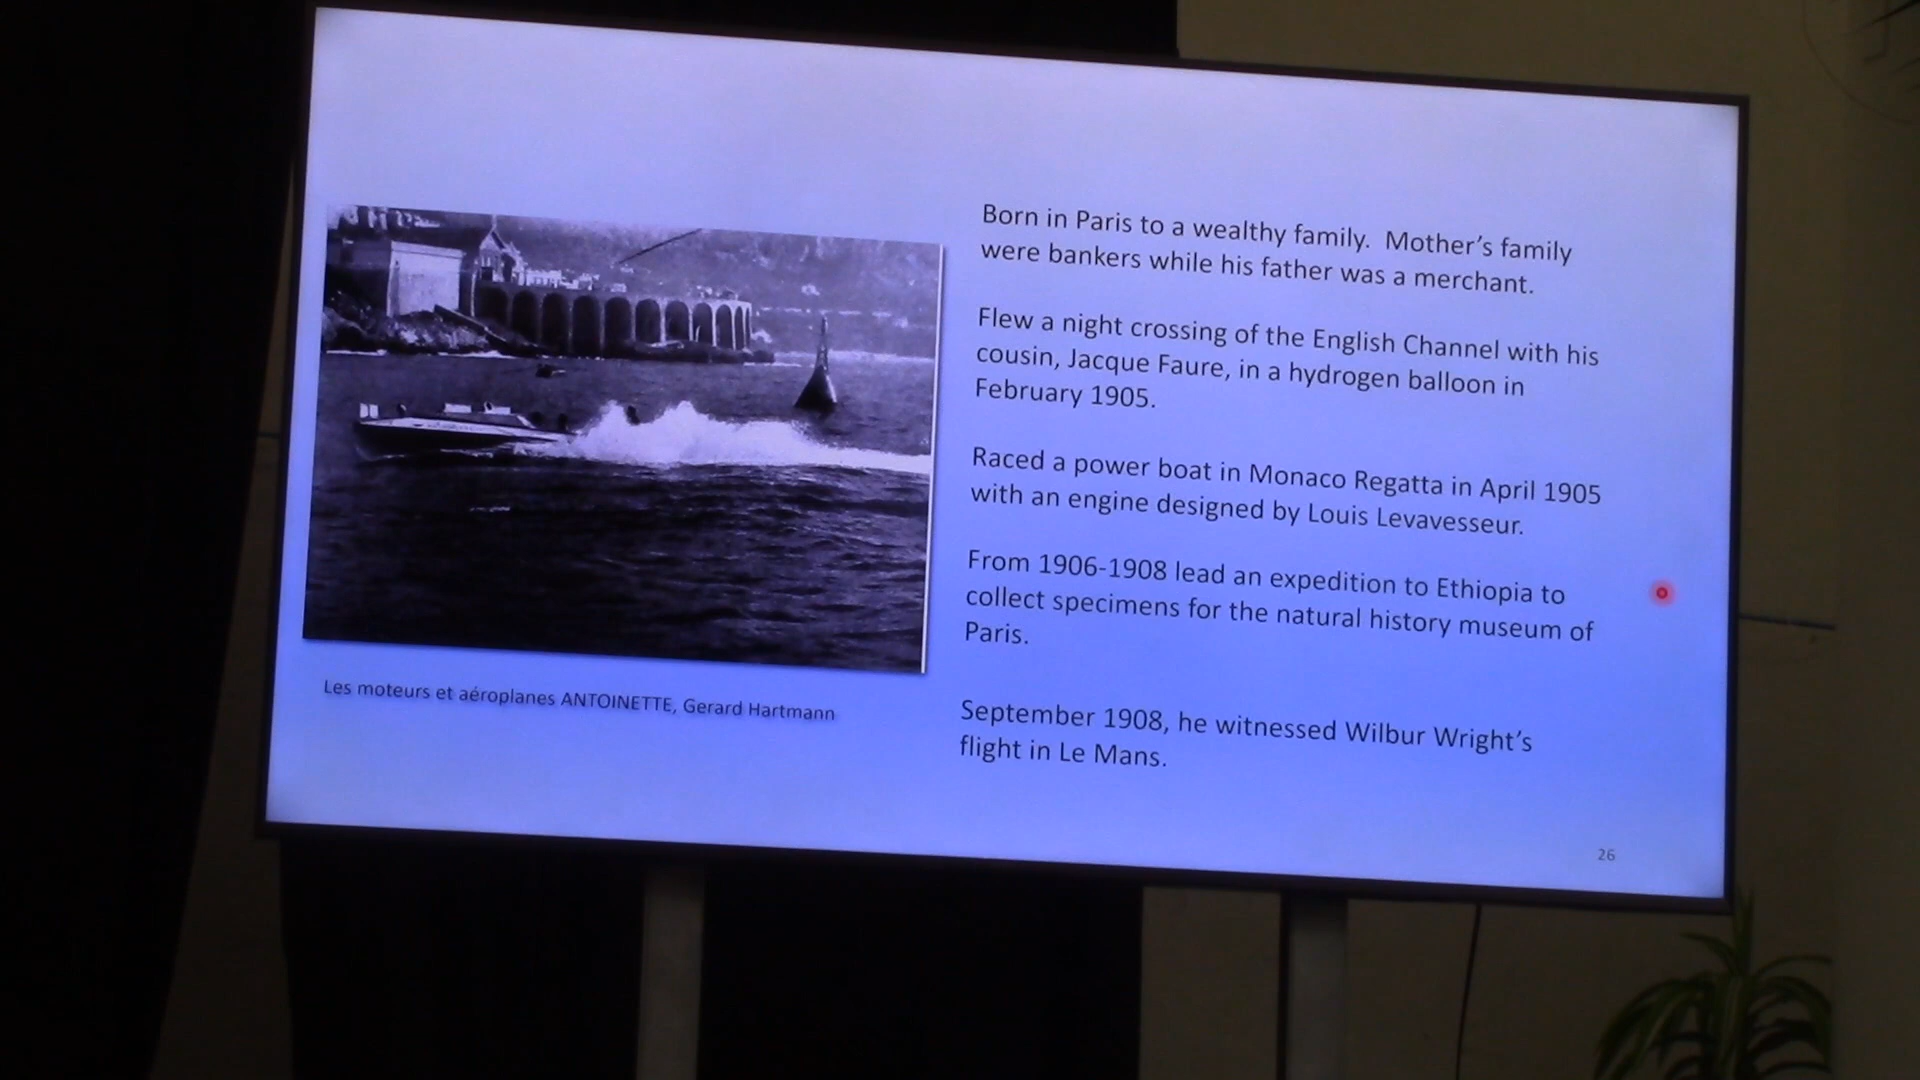 Born in Paris to a wealthy family. Mother's family
were bankers while his father was a merchant.
Flew a night crossing of the English Channel with his
cousin, Jacque Faure, in a hydrogen balloon in
February 1905.
Raced a power boat in Monaco Regatta in April 1905
with an engine designed by Louis Levavesseur.
From 1906-1908 lead an expedition to Ethiopia to
collect specimens for the natural history museum of
Paris.
September 1908, he witnessed Wilbur Wright's
flight in Le Mans.
Les moteurs et aéroplanes ANTOINETTE, Gerard Hartmann
26